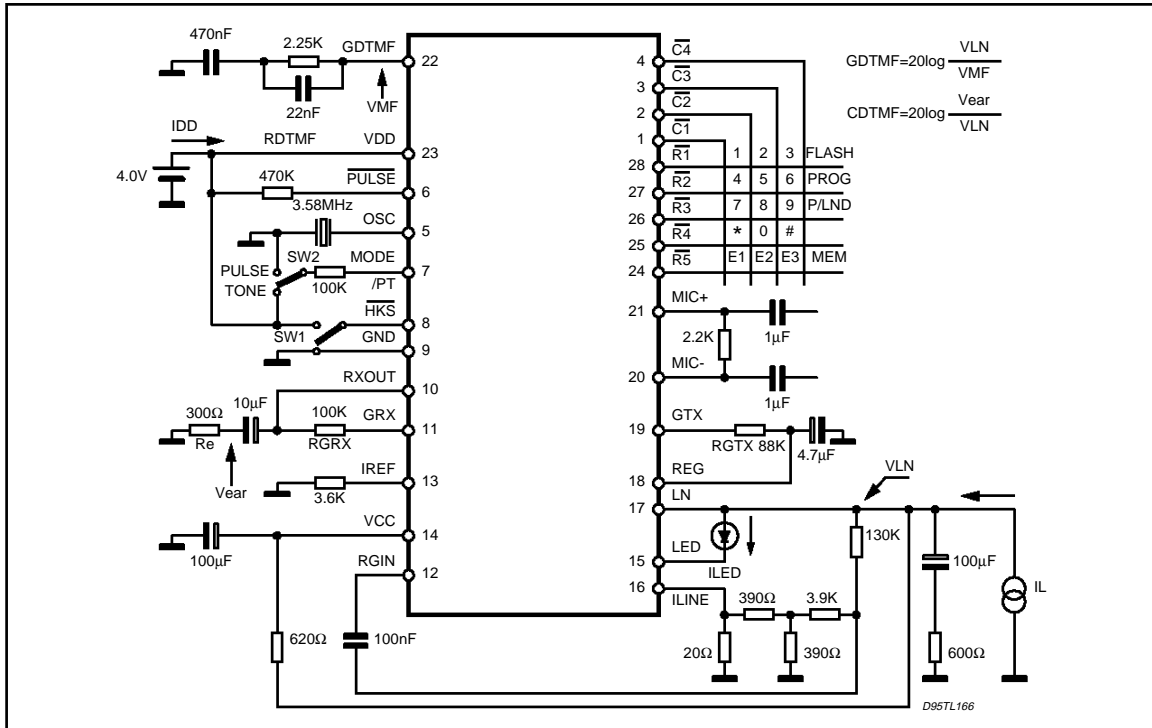 470nF
2.25K
GDTMF
22
22nF
VMF
IDD
RDTMF
VDD
23
4.0V
470K
PULSE
6
3.58MHz
OSC
5
SW2
PULSE
MODE
7
TONE
100K
/PT
HKS
8
SW1
GND
9
RXOUT
10
10µF
300Ω
100K
GRX
11
Re
RGRX
Vear
IREF
13
3.6K
VCC
14
100µF
RGIN
12
620Ω
100nF
4
C4
3
C3
2
C2
1
C1
28
R1
1 2 3 FLASH
27
R2
4 5 6 PROG
26
R3
7 8 9 P/LND
25
R4
* 0 #
24
R5
E1 E2 E3 MEM
GDTMF=20log VLN
VMF
CDTMF=20log Vear
VLN
21
MIC+
2.2K
1µF
20
MIC-
1µF
19
GTX
RGTX 88K
4.7µF
18
REG
VLN
17
LN
130K
15
LED
ILED
100µF
IL
16
ILINE
390Ω
3.9K
20Ω
390Ω
600Ω
D95TL166